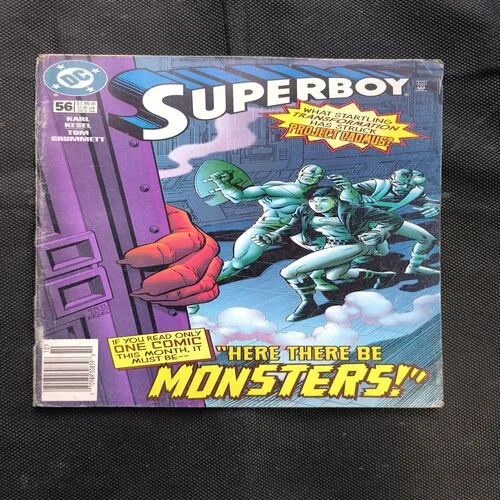 DC
56
SUPERBOY
KARL
KESEL
TOM
GRUMMETT
WHAT STARTLING
TRANSFORMATION
HAS STRUCK
PROJECT CADMUS?
IF YOU READ ONLY
ONE COMIC
THIS MONTH, IT
MUST BE--
"HERE THERE BE
MONSTERS!"